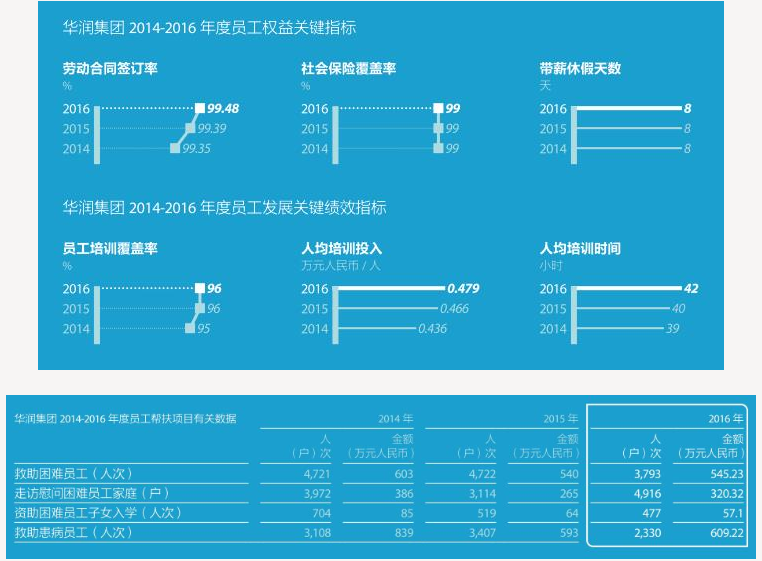 华润集团 2014-2016 年度员工权益关键指标
劳动合同签订率 社会保险覆盖率 带薪休假天数
% % 天
2016 99.48 2016 99 2016 8
2015 99.39 2015 99 2015 8
2014 99.35 2014 99 2014 8
华润集团 2014-2016 年度员工发展关键绩效指标
员工培训覆盖率 人均培训投入 人均培训时间
% 万元人民币 / 人 小时
2016 96 2016 0.479 2016 42
2015 96 2015 0.466 2015 40
2014 95 2014 0.436 2014 39
华润集团 2014-2016 年度员工帮扶项目有关数据 2014 年 2015 年 2016 年
人 金额 人 金额 人 金额
（户）次 （万元人民币） （户）次 （万元人民币） （户）次 （万元人民币）
救助困难员工（人次） 4,721 603 4,722 540 3,793 545.23
走访慰问困难员工家庭（户） 3,972 386 3,114 265 4,916 320.32
资助困难员工子女入学（人次） 704 85 519 64 477 57.1
救助患病员工（人次） 3,108 839 3,407 593 2,330 609.22